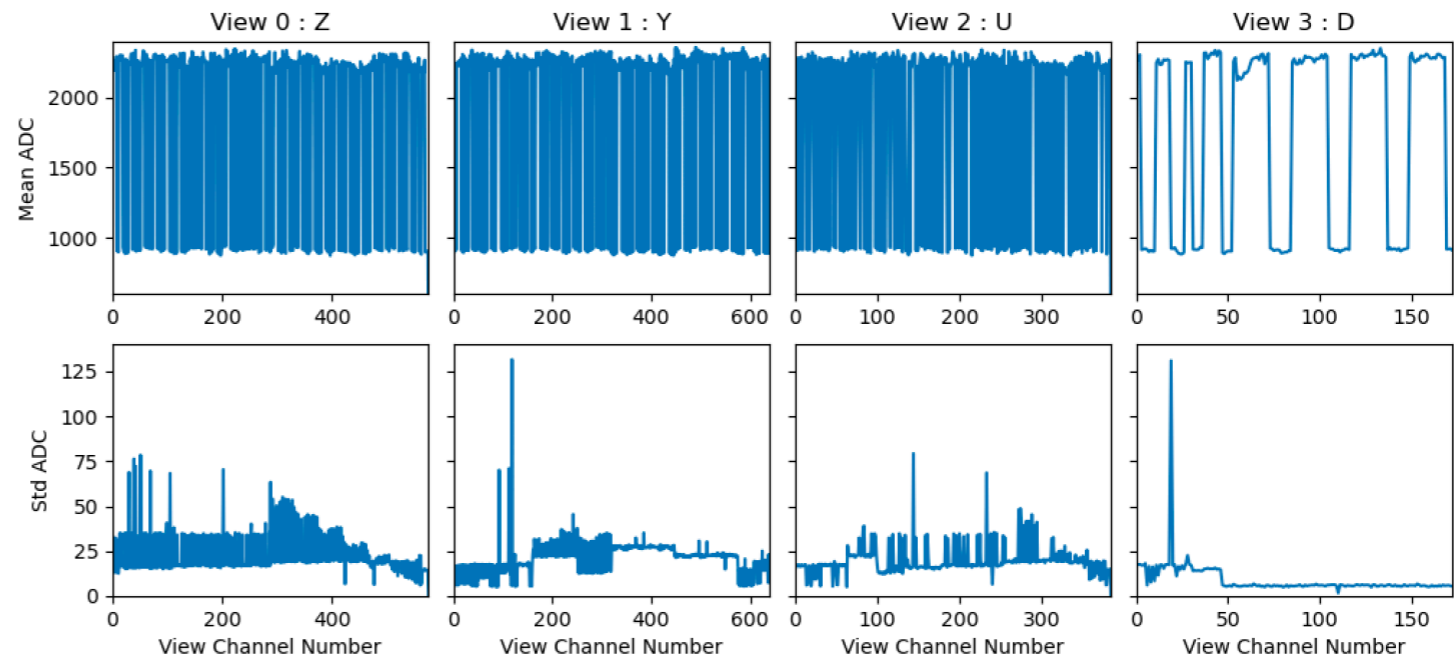 View 0 : Z
View 1 : Y
View 2 : U
View 3 : D
Mean ADC
2000
1500
1000
0 200 400
0 200 400 600
0 100 200 300
0 50 100 150
Std ADC
125
100
75
50
25
0
0 200 400
0 200 400 600
0 100 200 300
0 50 100 150
View Channel Number
View Channel Number
View Channel Number
View Channel Number